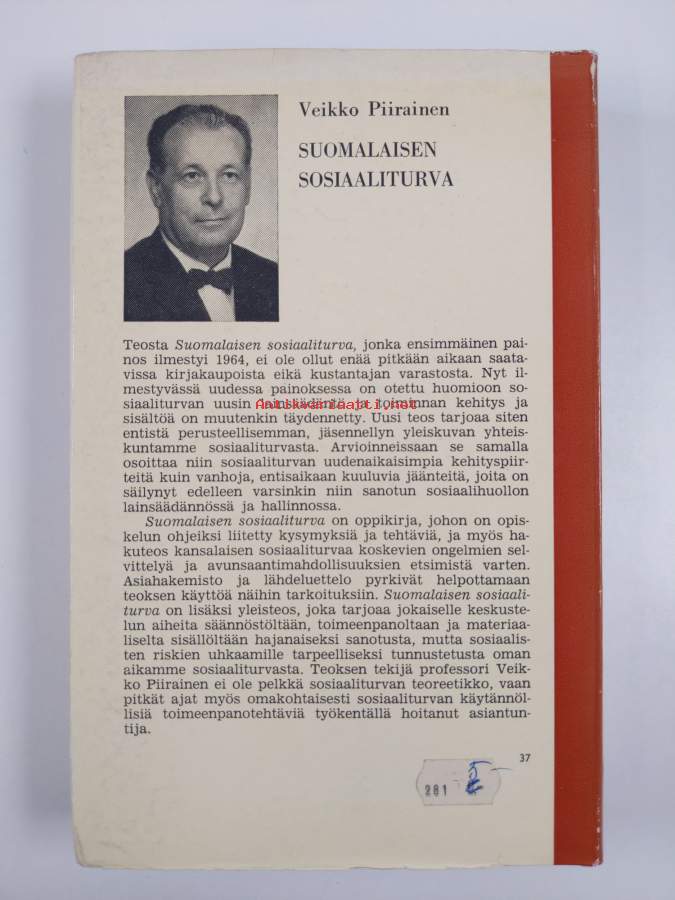 Veikko Piirainen
SUOMALAISEN
SOSIAALITURVA
Teosta Suomalaisen sosiaaliturva, jonka ensimmäinen pai-
nos ilmestyi 1964, ei ole ollut enää pitkään aikaan saata-
vissa kirjakaupoista eikä kustantajan varastosta. Nyt il-
mestyvässä uudessa painoksessa on otettu huomioon so-
siaaliturvan uusin lainsäädäntö ja toiminnan kehitys ja
Antiikvariaatti.net
sisältö on muutenkin täydennetty. Uusi teos tarjoaa siten
entistä perusteellisemman, jäsennellyn yleiskuvan yhteis-
kuntamme sosiaaliturvasta. Arvioinneissaan se samalla
osoittaa niin sosiaaliturvan uudenaikaisimpia kehityspiir-
teitä kuin vanhoja, entisaikaan kuuluvia jäänteitä, joita on
säilynyt edelleen varsinkin niin sanotun sosiaalihuollon
lainsäädännössä ja hallinnossa.
Suomalaisen sosiaaliturva on oppikirja, johon on opis-
kelun ohjeiksi liitetty kysymyksiä ja tehtäviä, ja myös ha-
kuteos kansalaisen sosiaaliturvaa koskevien ongelmien sel-
vittelyä ja avunsaantimahdollisuuksien etsimistä varten.
Asiahakemisto ja lähdeluettelo pyrkivät helpottamaan
teoksen käyttöä näihin tarkoituksiin. Suomalaisen sosiaali-
turva on lisäksi yleisteos, joka tarjoaa jokaiselle keskuste-
lun aiheita säännöstöltään, toimeenpanoltaan ja materiaa-
liselta sisällöltään hajanaiseksi sanotusta, mutta sosiaalis-
ten riskien uhkaamille tarpeelliseksi tunnustetusta oman
aikamme sosiaaliturvasta. Teoksen tekijä professori Veik-
ko Piirainen ei ole pelkkä sosiaaliturvan teoreetikko, vaan
pitkät ajat myös omakohtaisesti sosiaaliturvan käytännöl-
lisiä toimeenpanotehtäviä työkentällä hoitanut asiantun-
tija.
37
281